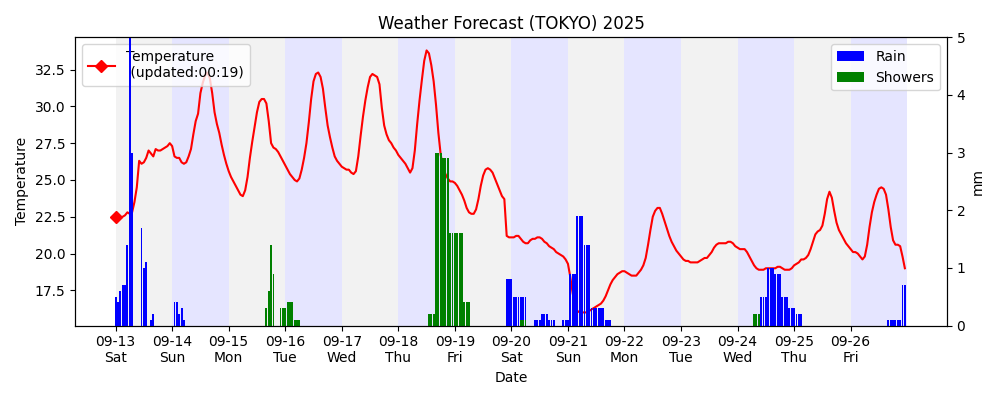 Weather Forecast (TOKYO) 2025
Temperature
(updated:00:19)
Rain
Showers
Temperature
32.5
30.0
27.5
25.0
22.5
20.0
17.5
5
4
3
2
1
0
mm
09-13 09-14 09-15 09-16 09-17 09-18 09-19 09-20 09-21 09-22 09-23 09-24 09-25 09-26
Sat Sun Mon Tue Wed Thu Fri Sat Sun Mon Tue Wed Thu Fri
Date